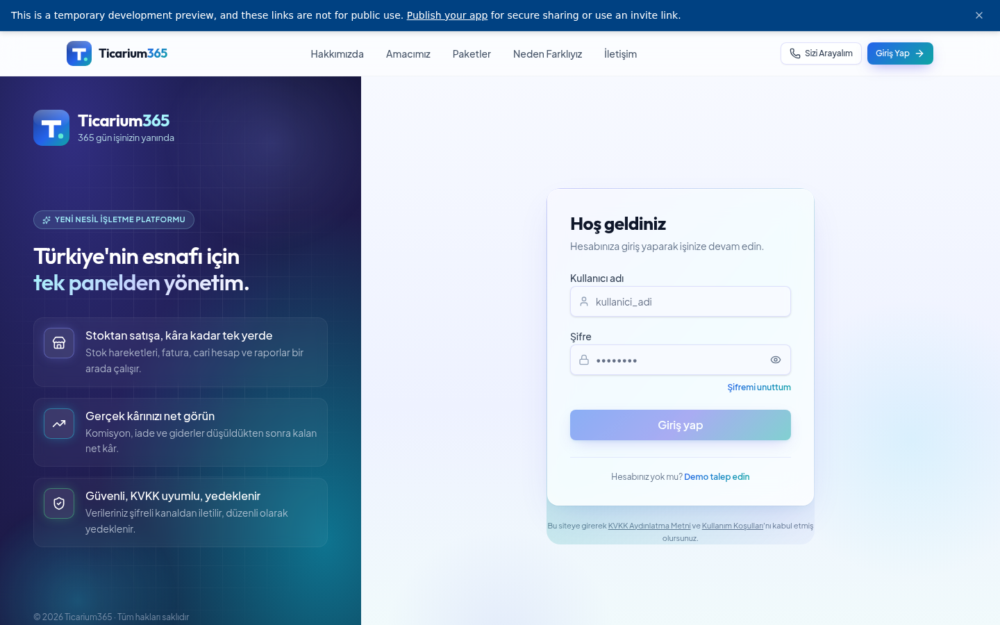 This is a temporary development preview, and these links are not for public use. Publish your app for secure sharing or use an invite link.
Ticarium365
Hakkımızda
Amacımız
Paketler
Neden Farklıyız
İletişim
Sizi Arayalım
Giriş Yap
Ticarium365
365 gün işinizin yanında
YENİ NESİL İŞLETME PLATFORMU
Türkiye'nin esnafı için
tek panelden yönetim.
Stoktan satışa, kâra kadar tek yerde
Stok hareketleri, fatura, cari hesap ve raporlar bir
arada çalışır.
Gerçek kârınızı net görün
Komisyon, iade ve giderler düşüldükten sonra kalan
net kâr.
Güvenli, KVKK uyumlu, yedeklenir
Verileriniz şifreli kanaldan iletilir, düzenli olarak
yedeklenir.
© 2026 Ticarium365 · Tüm hakları saklıdır
Hoş geldiniz
Hesabınıza giriş yaparak işinize devam edin.
Kullanıcı adı
kullanici_adi
Şifre
••••••••
Şifremi unuttum
Giriş yap
Hesabınız yok mu? Demo talep edin
Bu siteye girerek KVKK Aydınlatma Metni ve Kullanım Koşulları'nı kabul etmiş
olursunuz.